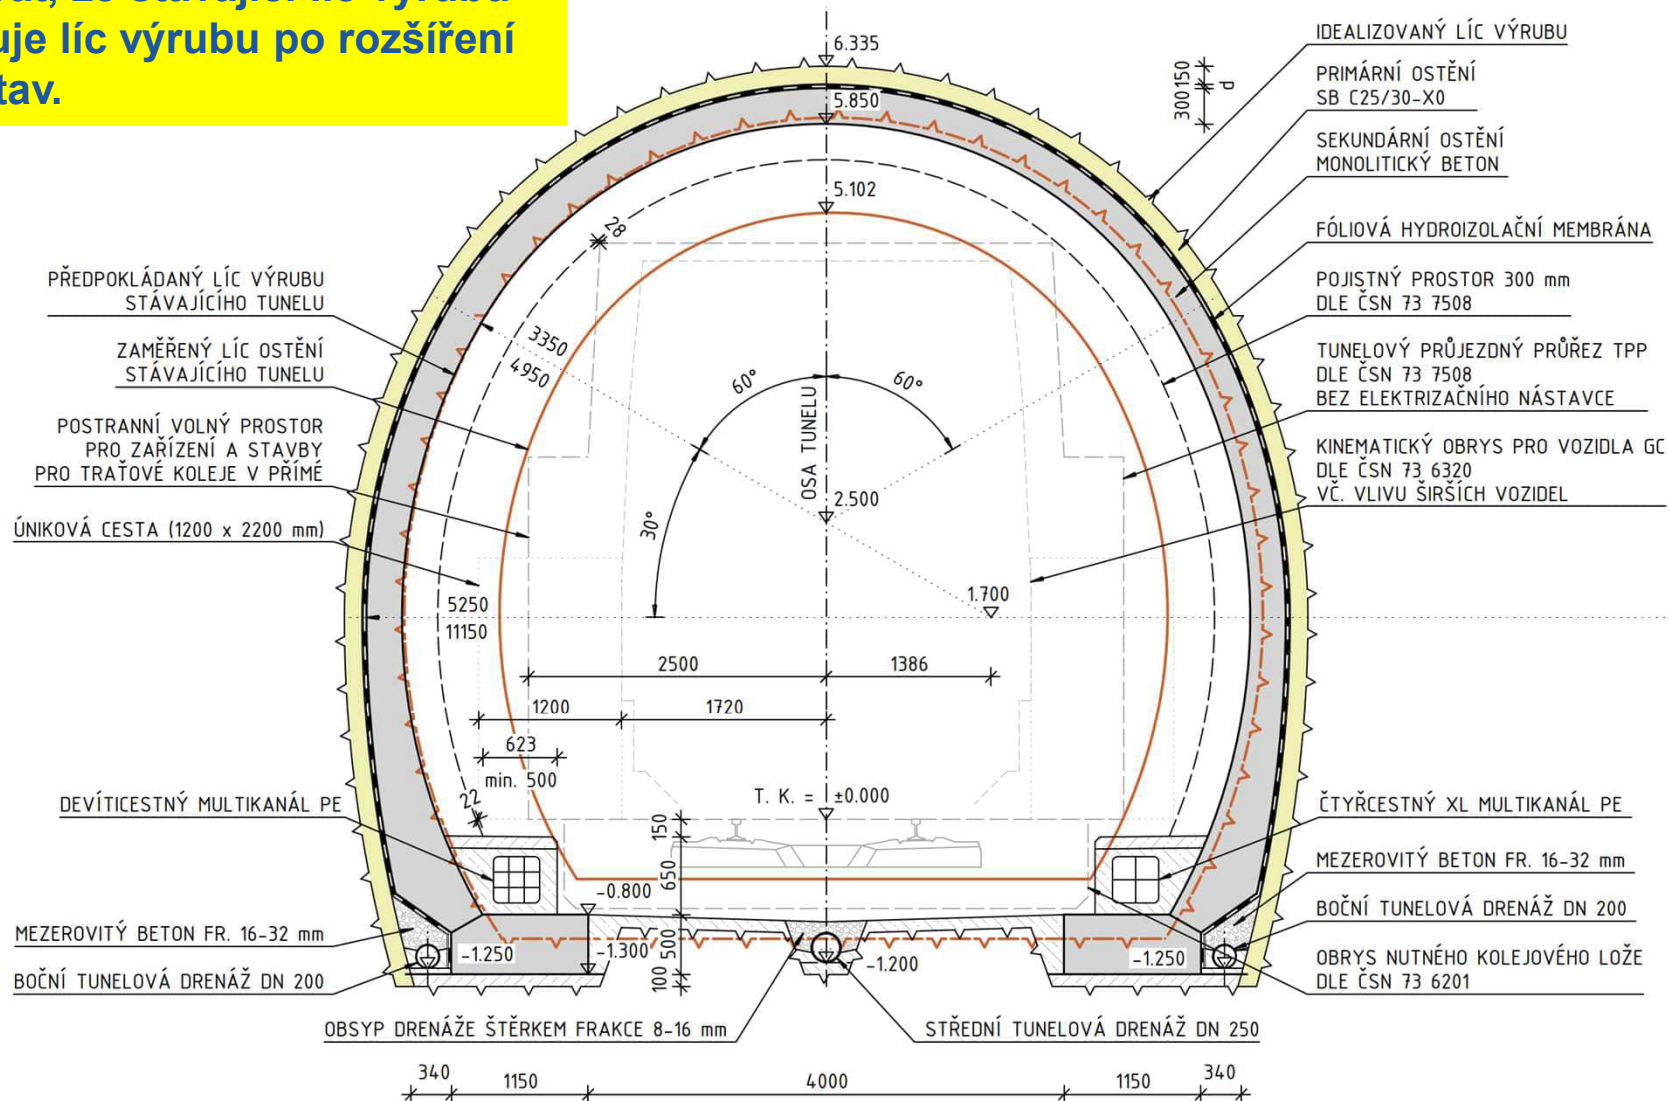 uje líc výrubu po rozšíření
tav.
6.335
5.850
5.102
28
300 150
d
IDEALIZOVANÝ LÍC VÝRUBU
PRIMÁRNÍ OSTĚNÍ
SB C25/30-X0
SEKUNDÁRNÍ OSTĚNÍ
MONOLITICKÝ BETON
FÓLIOVÁ HYDROIZOLAČNÍ MEMBRÁNA
POJISTNÝ PROSTOR 300 mm
DLE ČSN 73 7508
TUNELOVÝ PRŮJEZDNÝ PRŮŘEZ TPP
DLE ČSN 73 7508
BEZ ELEKTRIZAČNÍHO NÁSTAVCE
KINEMATICKÝ OBRYS PRO VOZIDLA GC
DLE ČSN 73 6320
VČ. VLIVU ŠIRŠÍCH VOZIDEL
PŘEDPOKLÁDANÝ LÍC VÝRUBU
STÁVAJÍCÍHO TUNELU
ZAMĚŘENÝ LÍC OSTĚNÍ
STÁVAJÍCÍHO TUNELU
POSTRANNÍ VOLNÝ PROSTOR
PRO ZAŘÍZENÍ A STAVBY
PRO TRAŤOVÉ KOLEJE V PŘÍMÉ
ÚNIKOVÁ CESTA (1200 x 2200 mm)
3350
4950
60°
60°
30°
OSA TUNELU
2.500
1.700
5250
11150
2500
1386
1200
1720
623
min. 500
22
T. K. = ±0.000
150
650
500
100
-0.800
-1.250
-1.300
-1.200
-1.250
DEVÍTICESTNÝ MULTIKANÁL PE
MEZEROVITÝ BETON FR. 16-32 mm
BOČNÍ TUNELOVÁ DRENÁŽ DN 200
ČTYŘCESTNÝ XL MULTIKANÁL PE
MEZEROVITÝ BETON FR. 16-32 mm
BOČNÍ TUNELOVÁ DRENÁŽ DN 200
OBRYS NUTNÉHO KOLEJOVÉHO LOŽE
DLE ČSN 73 6201
OBSYP DRENÁŽE ŠTĚRKEM FRAKCE 8-16 mm
STŘEDNÍ TUNELOVÁ DRENÁŽ DN 250
340
1150
4000
1150
340